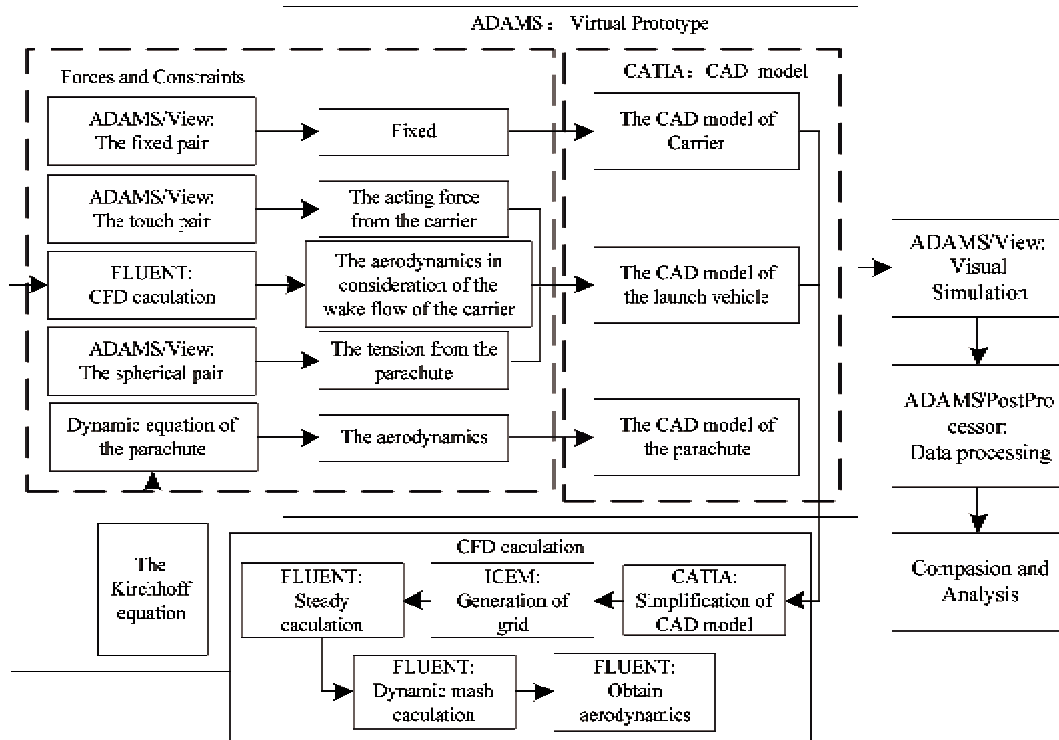 ADAMS： Virtual Prototype
Forces and Constraints
CATIA：CAD model
ADAMS/View:
The fixed pair
Fixed
The CAD model of
Carrier
ADAMS/View:
The touch pair
The acting force
from the carrier
FLUENT:
CFD caculation
The aerodynamics in
consideration of the
wake flow of the carrier
The CAD model of
the launch vehicle
ADAMS/View:
The spherical pair
The tension from the
parachute
Dynamic equation of
the parachute
The aerodynamics
The CAD model of
the parachute
ADAMS/View:
Visual
Simulation
ADAMS/PostPro
cessor:
Data processing
Compasion and
Analysis
The
Kirchhoff
equation
CFD caculation
FLUENT:
Steady
caculation
ICEM:
Generation of
grid
CATIA:
Simplification of
CAD model
FLUENT:
Dynamic mash
caculation
FLUENT:
Obtain
aerodynamics